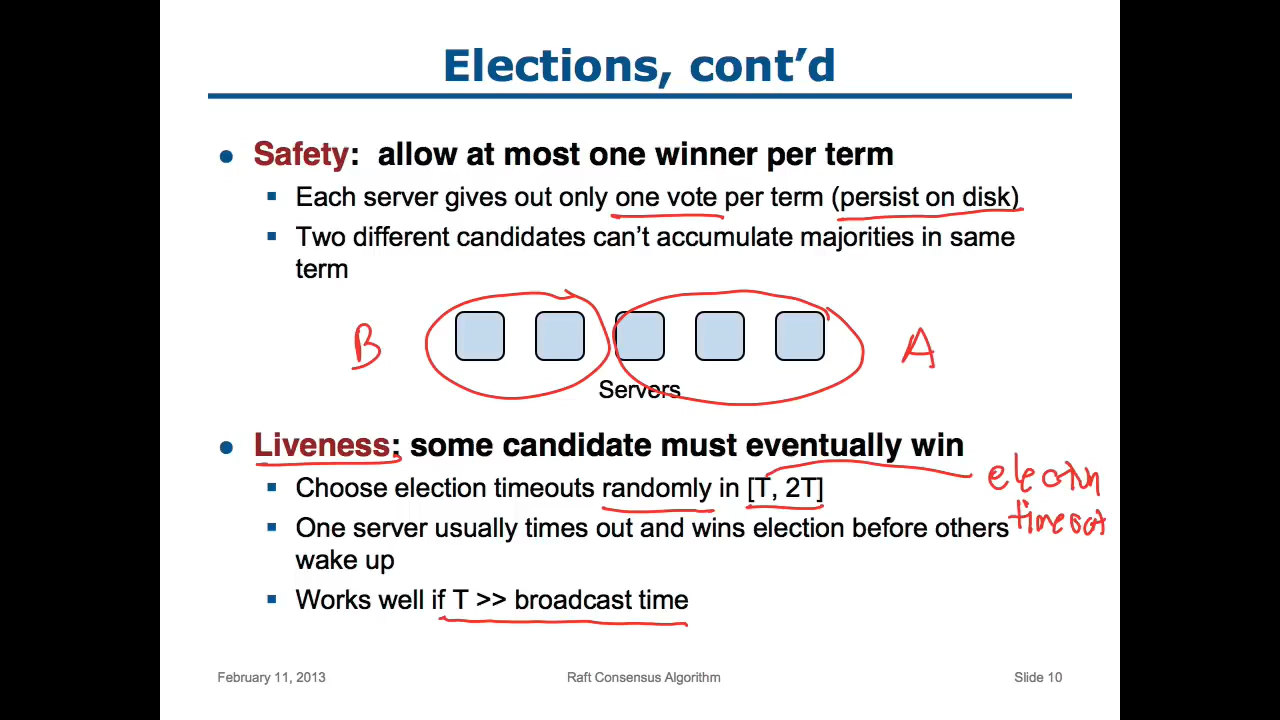 Elections, cont’d
Safety: allow at most one winner per term
Each server gives out only one vote per term (persist on disk)
Two different candidates can’t accumulate majorities in same
term
B
A
Servers
Liveness: some candidate must eventually win
Choose election timeouts randomly in [T, 2T]
election
timeout
One server usually times out and wins election before others
wake up
Works well if T >> broadcast time
February 11, 2013
Raft Consensus Algorithm
Slide 10